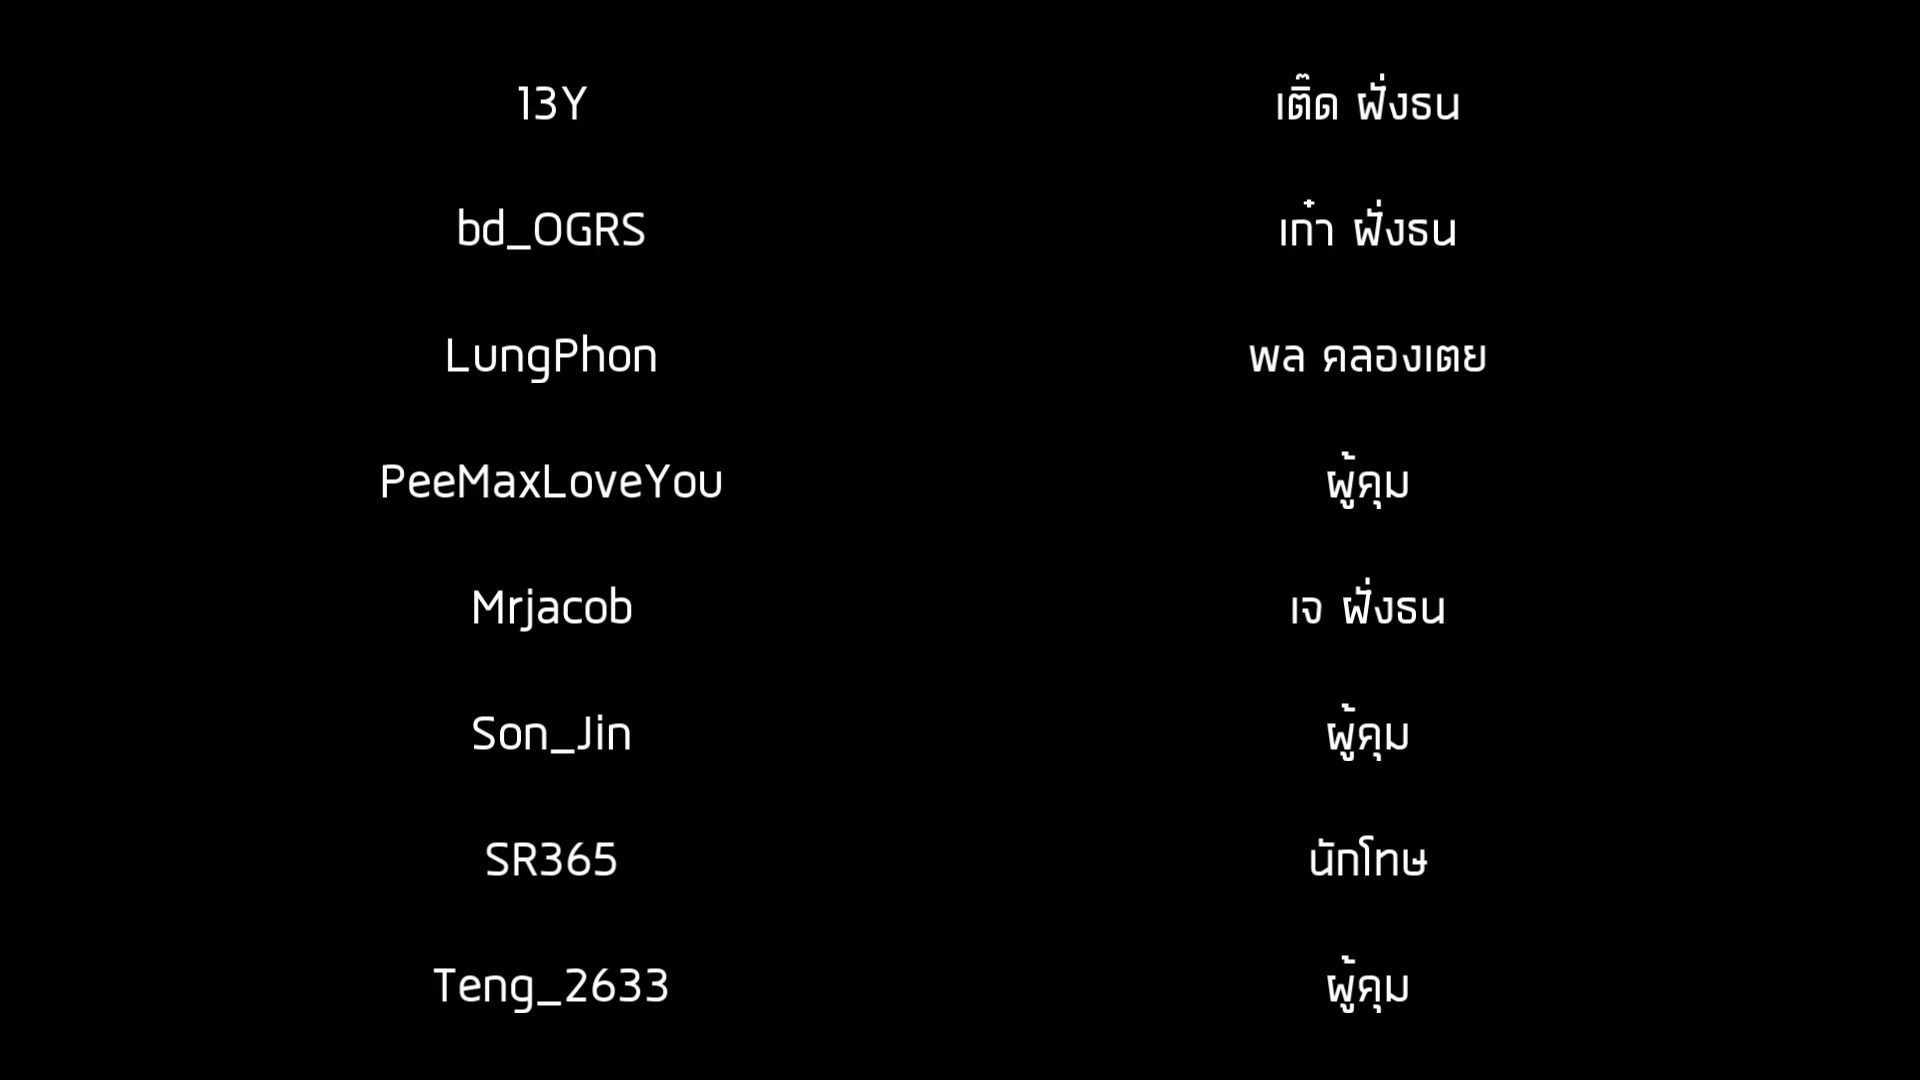 13Y เติ๊ด ฝั่งธน
bd_OGRS เก๋า ฝั่งธน
LungPhon พล คลองเตย
PeeMaxLoveYou ผู้คุม
Mrjacob เจ ฝั่งธน
Son_Jin ผู้คุม
SR365 นักโทษ
Teng_2633 ผู้คุม